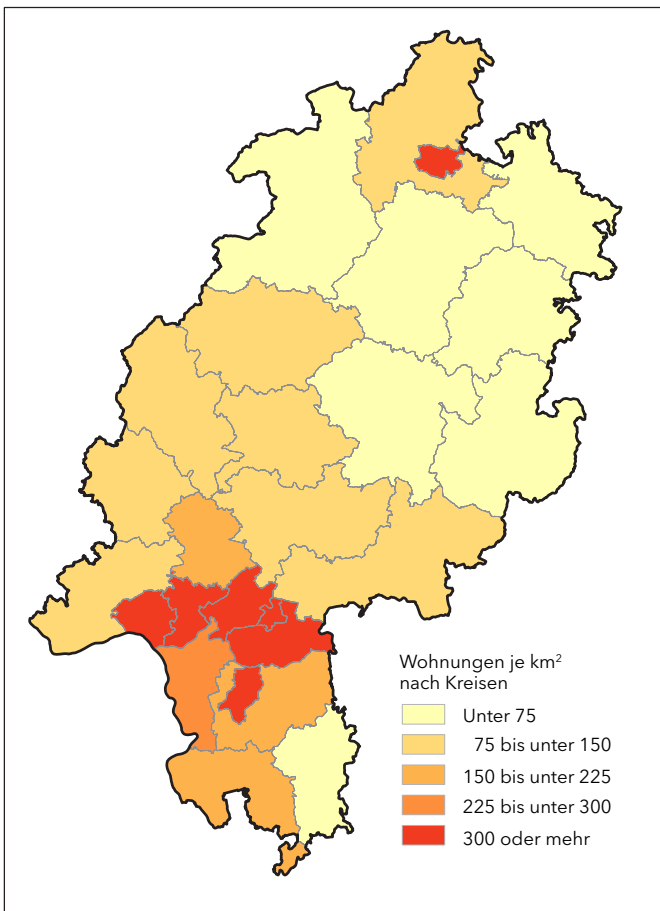 Wohnungen je km²
nach Kreisen
Unter 75
75 bis unter 150
150 bis unter 225
225 bis unter 300
300 oder mehr